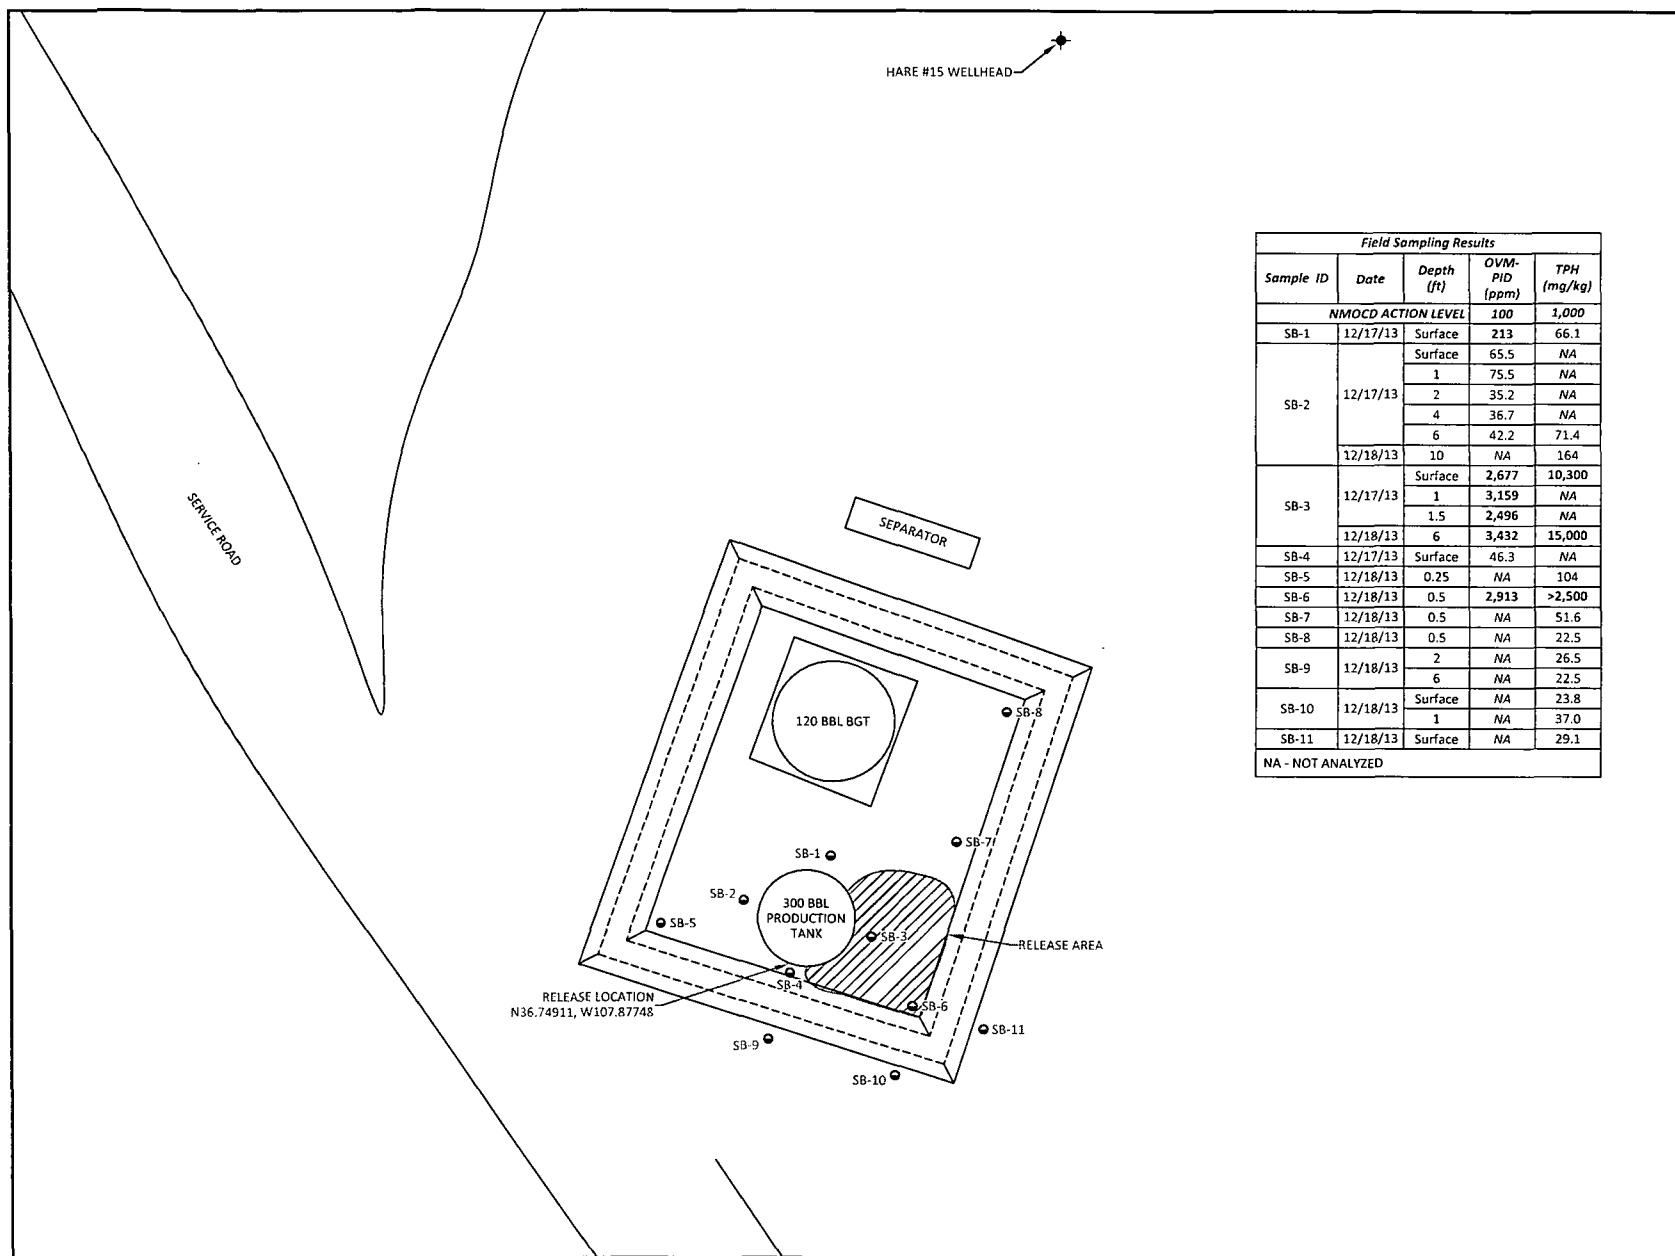 HARE #15 WELLHEAD
SERVICE ROAD
SEPARATOR
120 BBL BGT
SB-8
SB-7
SB-1
SB-2
300 BBL
PRODUCTION
TANK
SB-5
SB-3
RELEASE AREA
SB-4
RELEASE LOCATION
N36.74911, W107.87748
SB-6
SB-11
SB-9
SB-10
Field Sampling Results
Sample ID Date Depth (ft) OVM-PID (ppm) TPH (mg/kg)
NMOCD ACTION LEVEL 100 1,000
SB-1 12/17/13 Surface 213 66.1
SB-2 12/17/13 Surface 65.5 NA
1 75.5 NA
2 35.2 NA
4 36.7 NA
6 42.2 71.4
12/18/13 10 NA 164
SB-3 12/17/13 Surface 2,677 10,300
1 3,159 NA
1.5 2,496 NA
12/18/13 6 3,432 15,000
SB-4 12/17/13 Surface 46.3 NA
SB-5 12/18/13 0.25 NA 104
SB-6 12/18/13 0.5 2,913 >2,500
SB-7 12/18/13 0.5 NA 51.6
SB-8 12/18/13 0.5 NA 22.5
SB-9 12/18/13 2 NA 26.5
6 NA 22.5
SB-10 12/18/13 Surface NA 23.8
1 NA 37.0
SB-11 12/18/13 Surface NA 29.1
NA - NOT ANALYZED